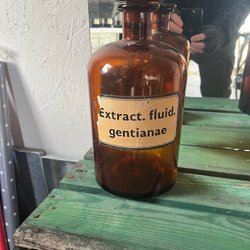 Extract. fluid.
gentianae